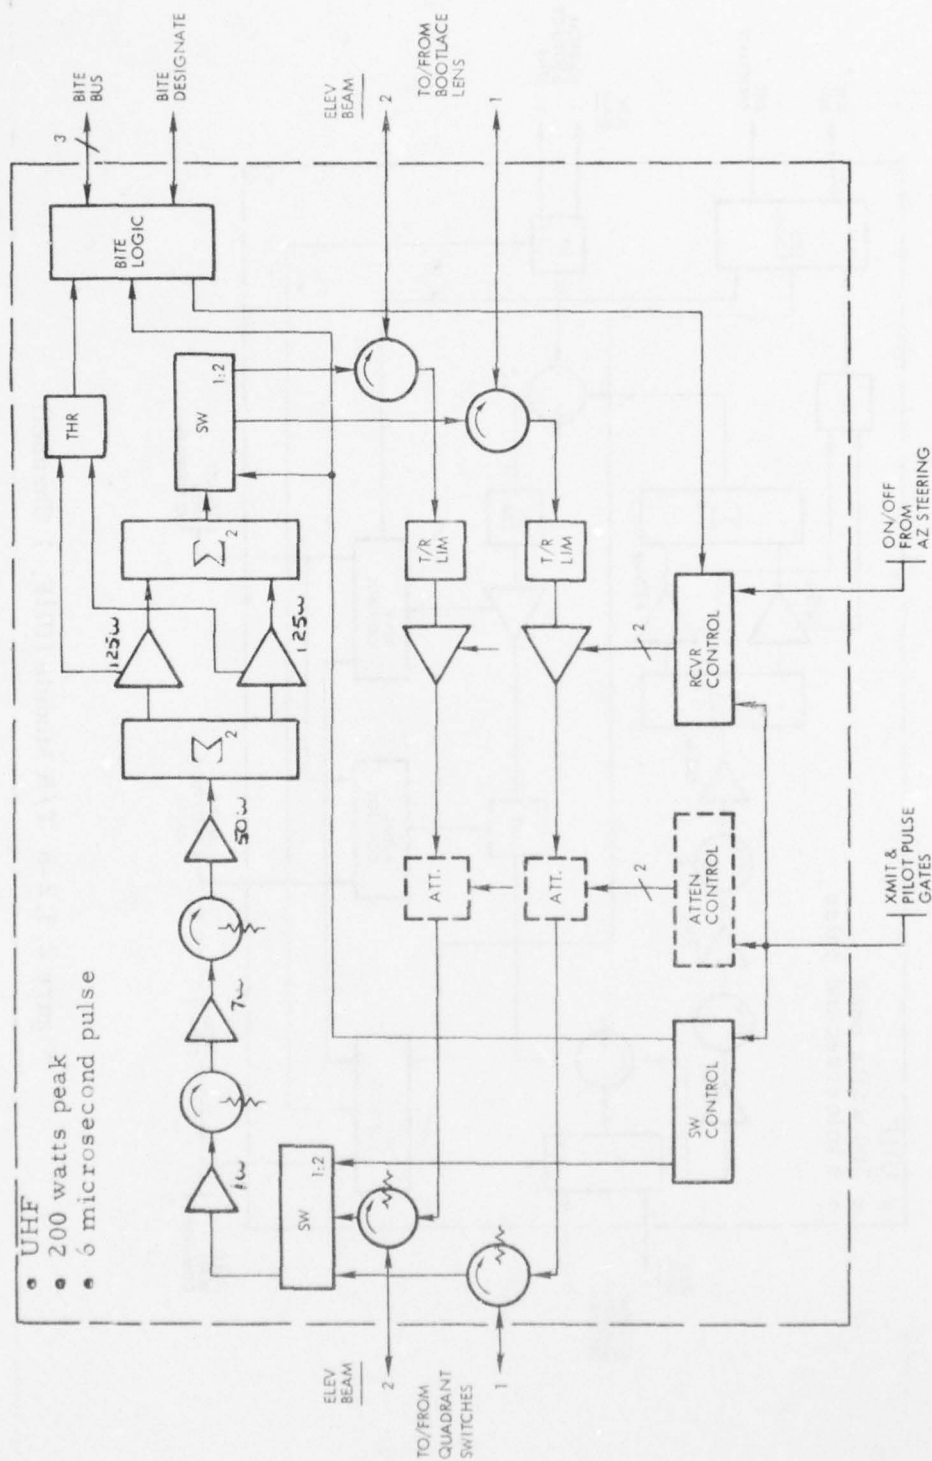 • UHF
• 200 watts peak
• 6 microsecond pulse
ELEV
BEAM
2
TO/FROM
QUADRANT
SWITCHES
1
SW
1:2
1w
7w
50w
Σ
2
125w
125w
Σ
2
THR
SW
1:2
BITE
LOGIC
3
BITE
BUS
BITE
DESIGNATE
ELEV
BEAM
2
TO/FROM
BOOTLACE
LENS
1
T/R
LIM
T/R
LIM
ATT.
ATT.
2
2
SW
CONTROL
ATTEN
CONTROL
RCVR
CONTROL
XMIT &
PILOT PULSE
GATES
ON/OFF
FROM
AZ STEERING